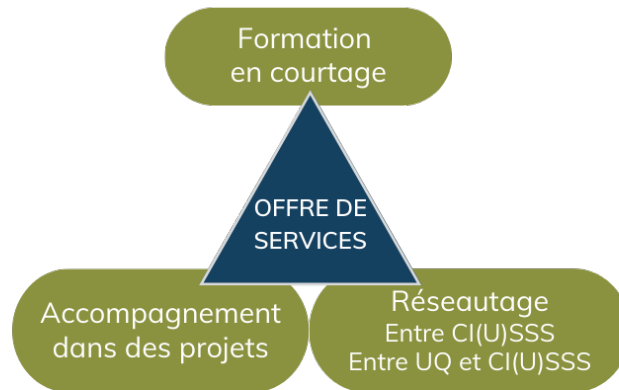 Formation
en courtage
OFFRE DE
SERVICES
Accompagnement
dans des projets
Réseautage
Entre CI(U)SSS
Entre UQ et CI(U)SSS